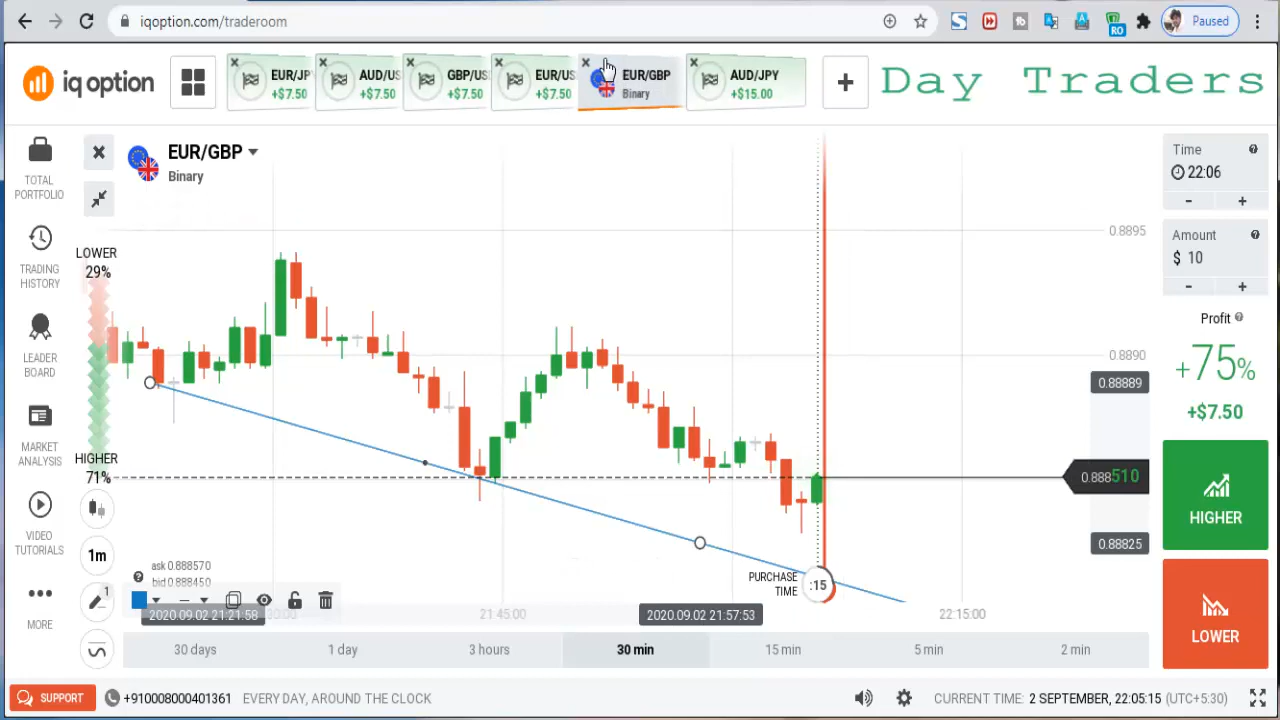 iqoption.com/traderoom
RO
Paused
iq option
EUR/JP
+$7.50
AUD/US
+$7.50
GBP/US
+$7.50
EUR/US
+$7.50
EUR/GBP
Binary
AUD/JPY
+$15.00
+
Day Traders
TOTAL
PORTFOLIO
TRADING
HISTORY
LEADER
BOARD
MARKET
ANALYSIS
VIDEO
TUTORIALS
MORE
EUR/GBP
Binary
LOWER
29%
HIGHER
71%
1m
1
ask 0.888570
bid 0.888450
2020.09.02 21:21:58
21:45:00
2020.09.02 21:57:53
22:15:00
PURCHASE
TIME
:15
0.8895
0.8890
0.88889
0.888510
0.88825
30 days
1 day
3 hours
30 min
15 min
5 min
2 min
Time
22:06
- +
Amount
$ 10
- +
Profit
+75%
+$7.50
HIGHER
LOWER
SUPPORT
+910008000401361
EVERY DAY, AROUND THE CLOCK
CURRENT TIME: 2 SEPTEMBER, 22:05:15 (UTC+5:30)